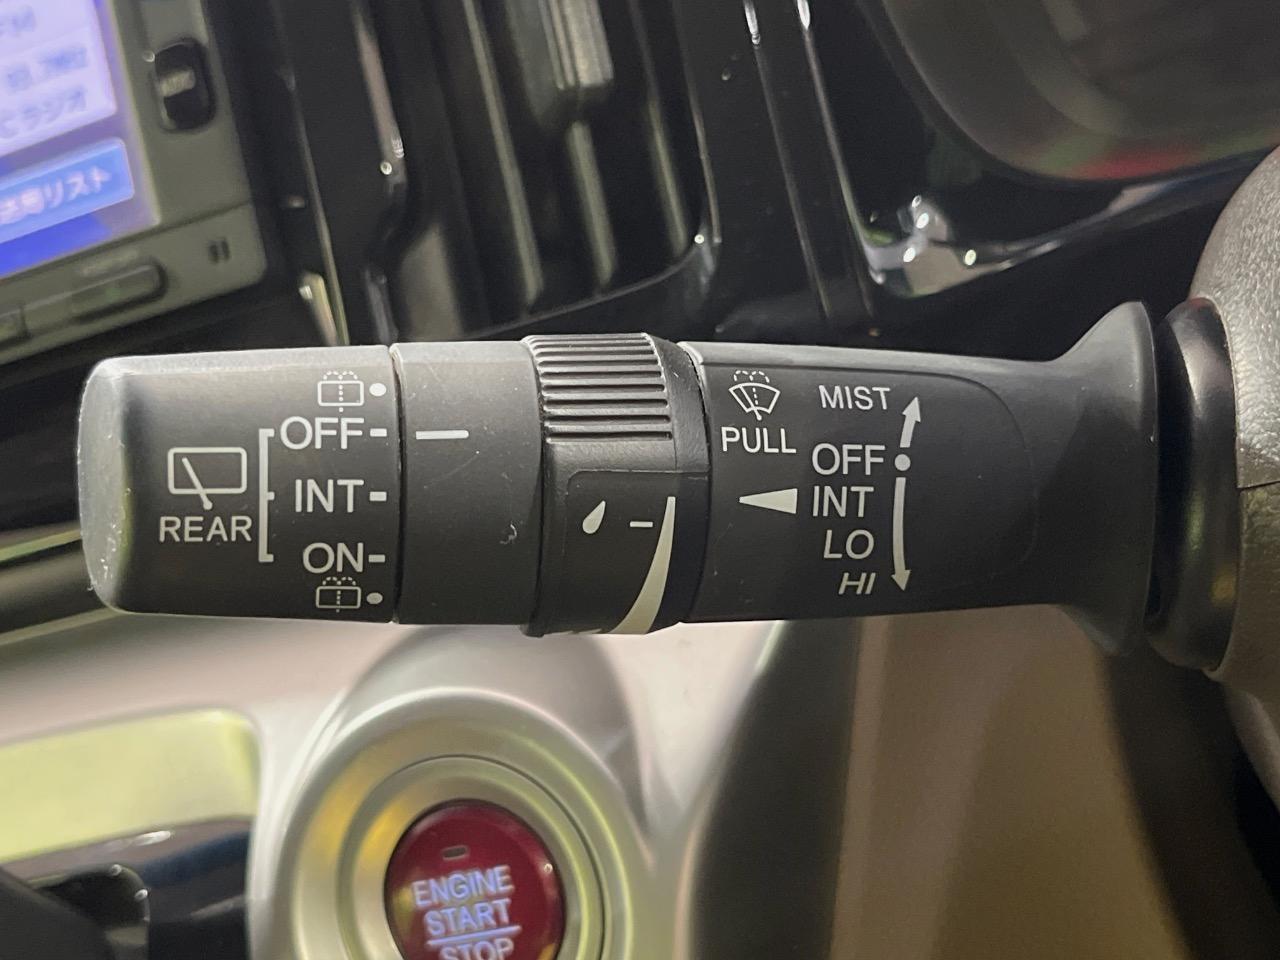 リスト
OFF
INT
ON
REAR
PULL
MIST
OFF
INT
LO
HI
ENGINE
START
STOP